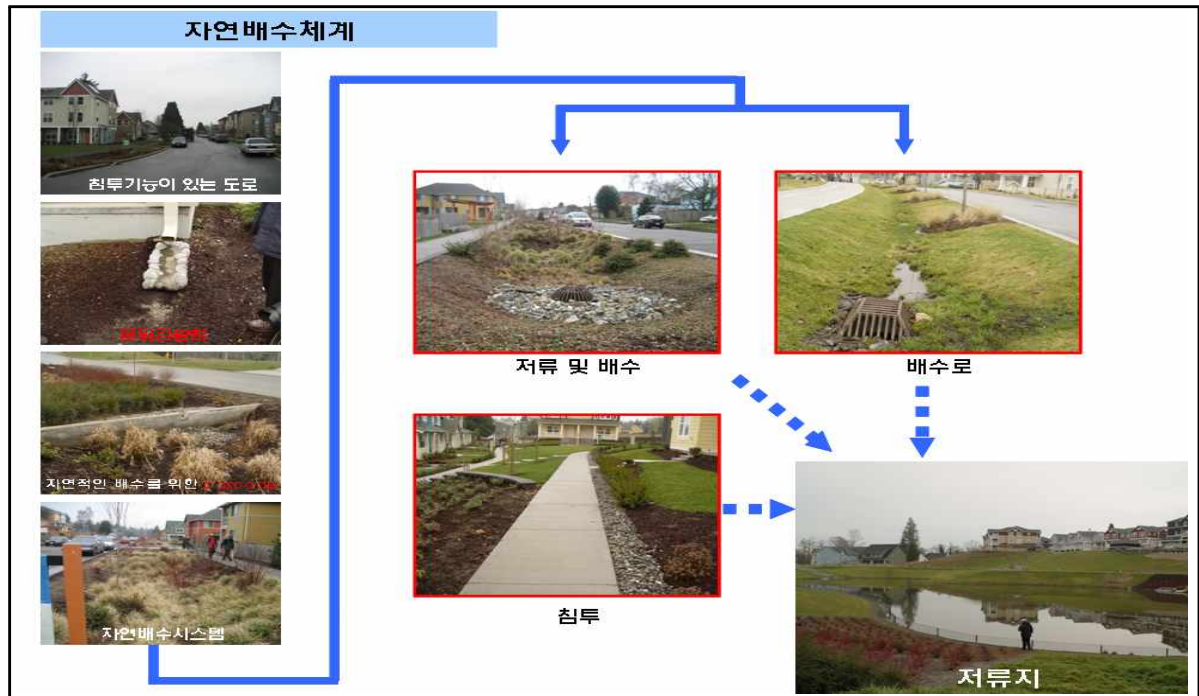 자연배수체계
침투기능이 있는 도로
자연적인 배수를 위한
자연배수시스템
저류 및 배수
배수로
침투
저류지